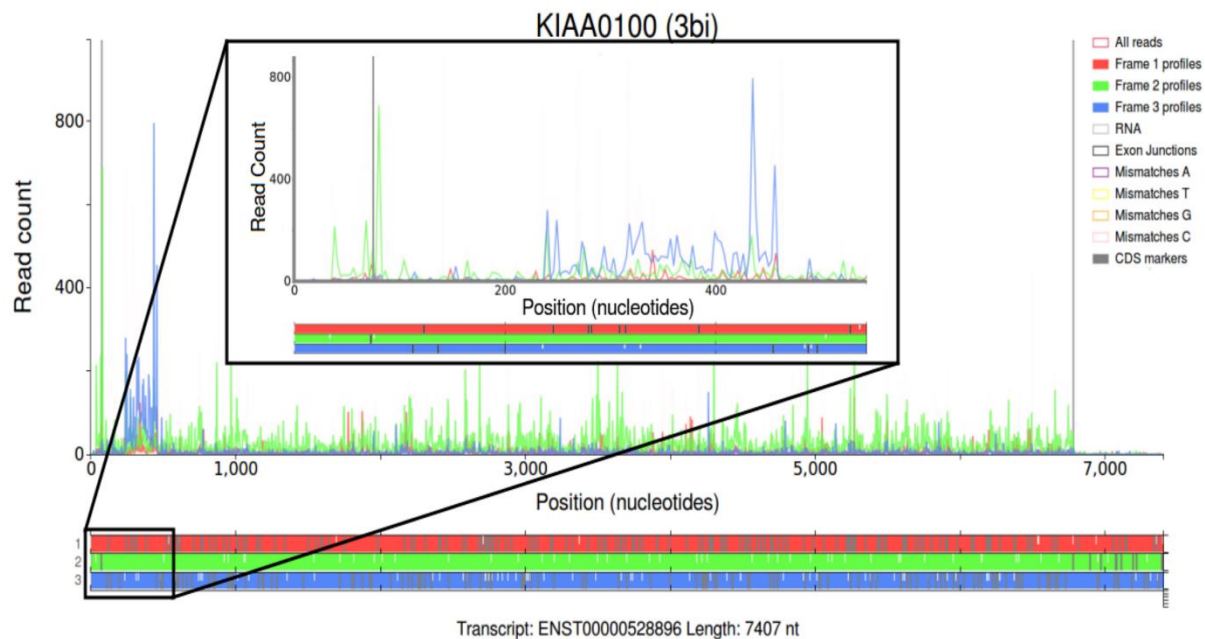 KIAA0100 (3bi)
Read count
800
400
0
Read Count
800
400
0
0
200
400
Position (nucleotides)
All reads
Frame 1 profiles
Frame 2 profiles
Frame 3 profiles
RNA
Exon Junctions
Mismatches A
Mismatches T
Mismatches G
Mismatches C
CDS markers
0
1,000
3,000
5,000
7,000
Position (nucleotides)
1
2
3
Transcript: ENST00000528896 Length: 7407 nt